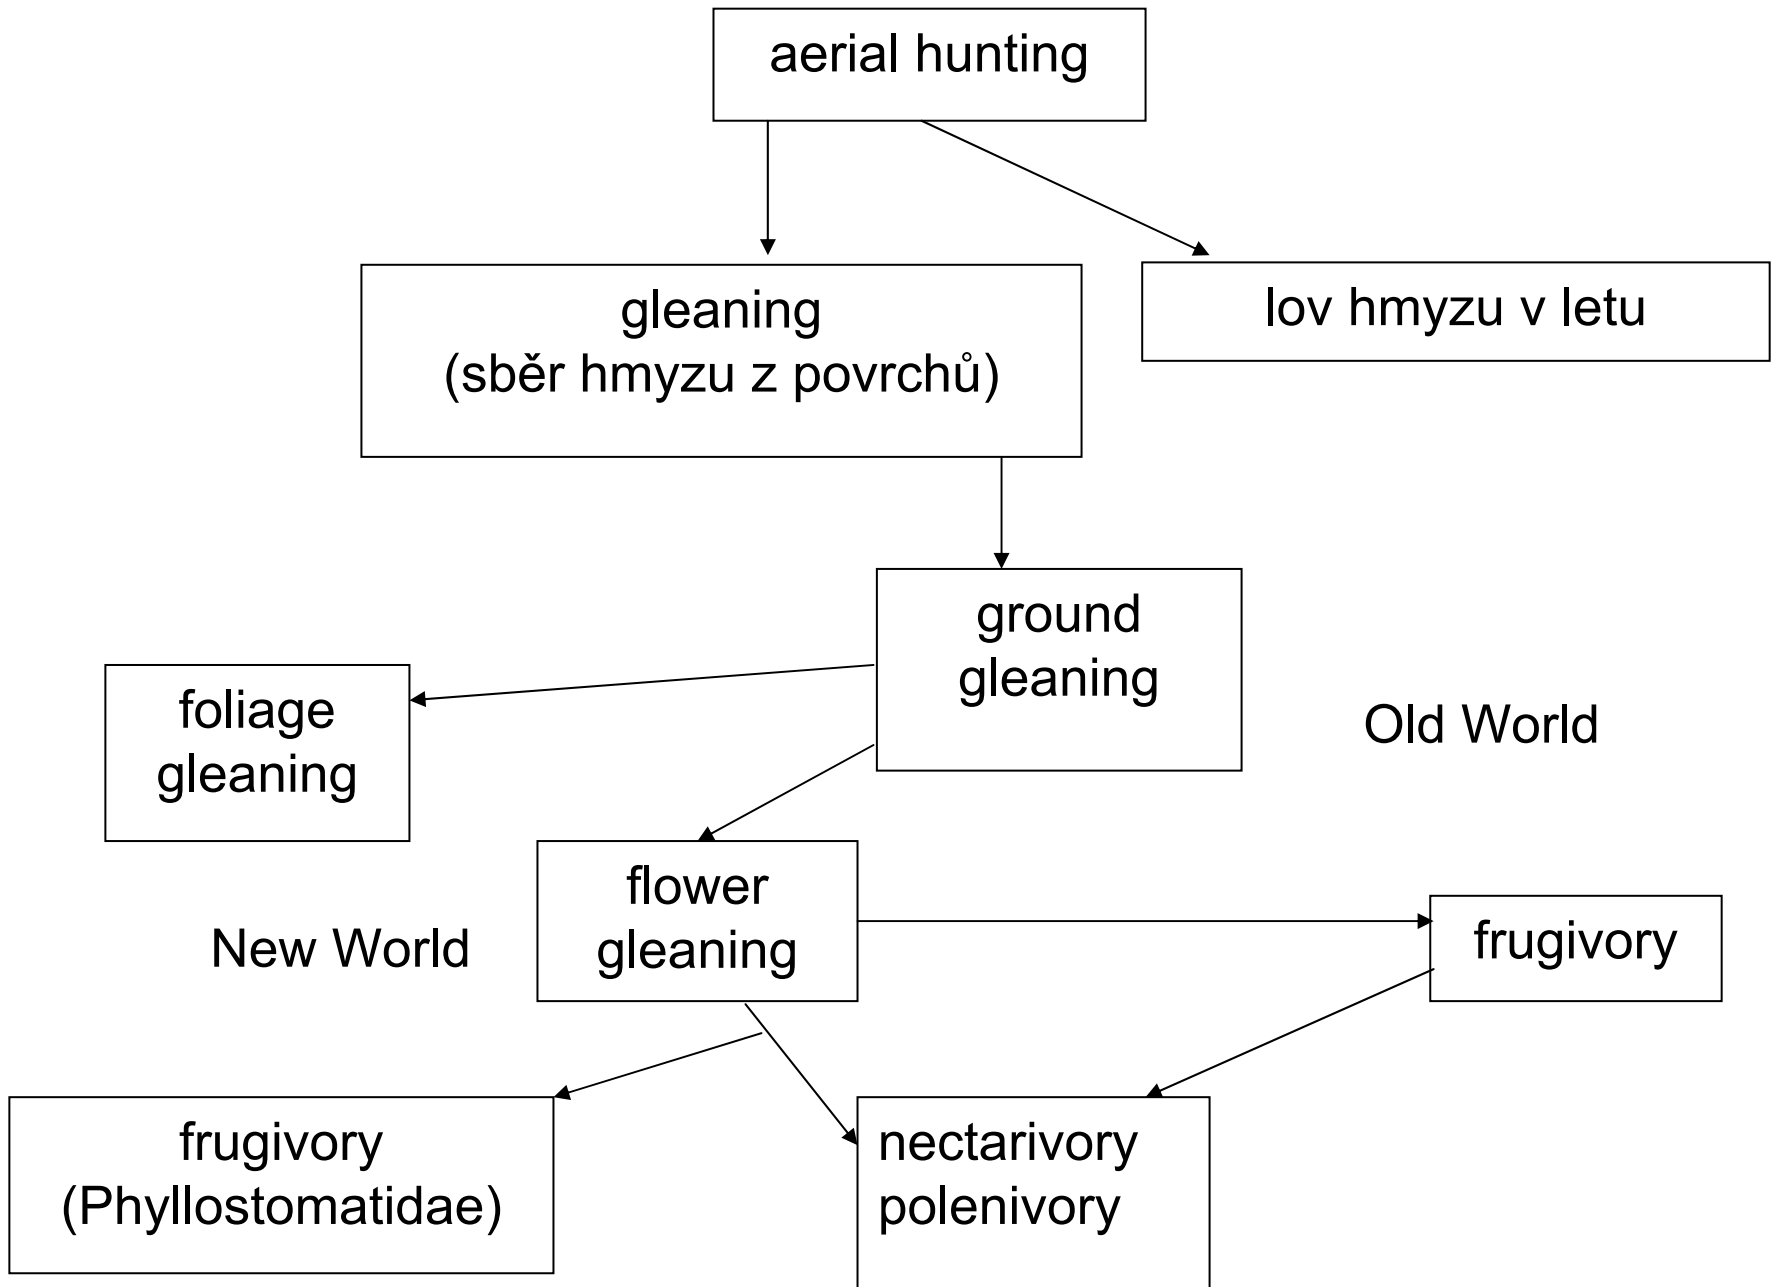 aerial hunting
gleaning
(sběr hmyzu z povrchů)
lov hmyzu v letu
ground
gleaning
foliage
gleaning
Old World
flower
gleaning
New World
frugivory
frugivory
(Phyllostomatidae)
nectarivory
polenivory